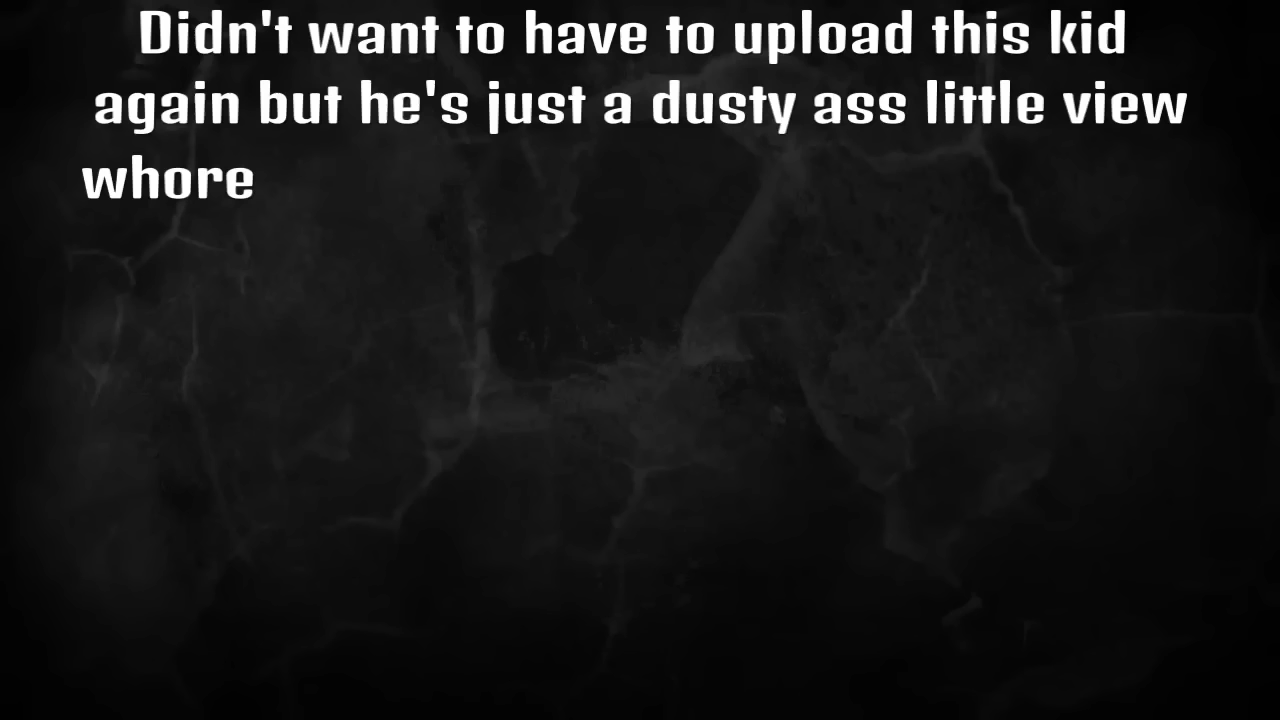 Didn't want to have to upload this kid
again but he's just a dusty ass little view
whore